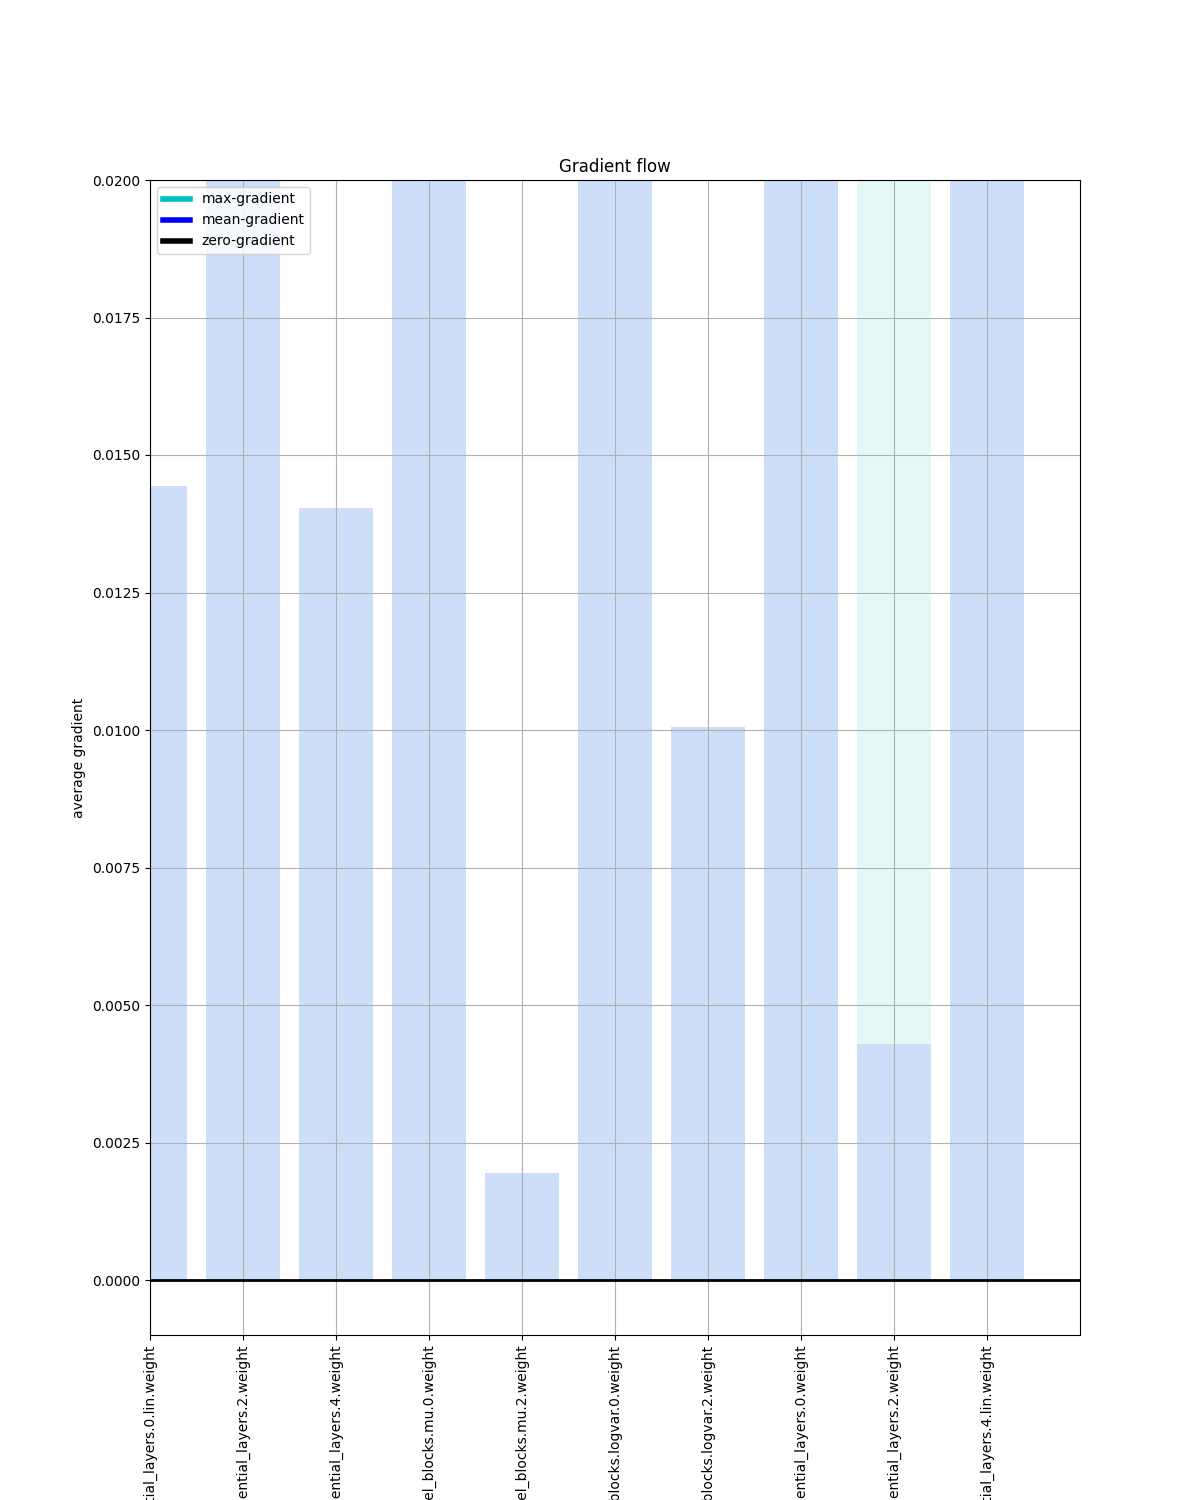 Gradient flow
max-gradient
mean-gradient
zero-gradient
0.0200
0.0175
0.0150
0.0125
0.0100
0.0075
0.0050
0.0025
0.0000
average gradient
tial_layers.0.lin.weight
ential_layers.2.weight
ential_layers.4.weight
el_blocks.mu.0.weight
el_blocks.mu.2.weight
blocks.logvar.0.weight
blocks.logvar.2.weight
ential_layers.0.weight
ential_layers.2.weight
tial_layers.4.lin.weight